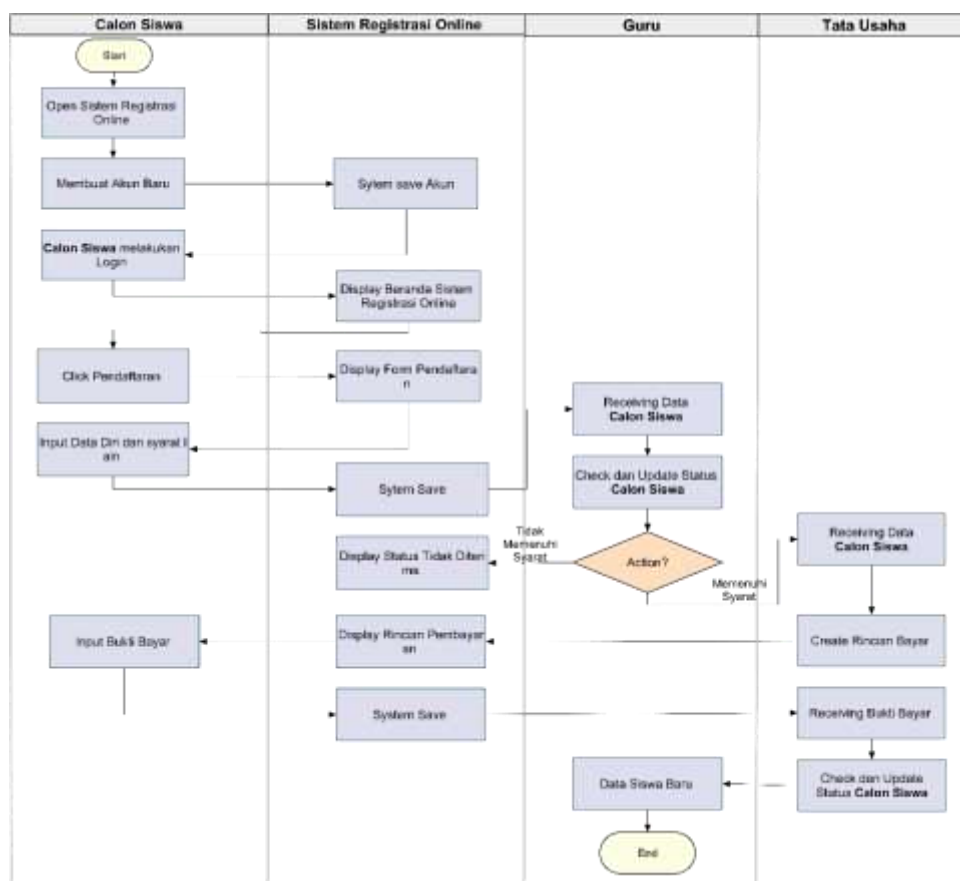 Calon Siswa
Sistem Registrasi Online
Guru
Tata Usaha
Start
Open Sistem Registrasi
Online
Membuat Akun Baru
Sytem save Akun
Calon Siswa melakukan
Login
Display Beranda Sistem
Registrasi Online
Click Pendaftaran
Display Form Pendaftara
n
Receiving Data
Calon Siswa
Input Data Diri dan syarat l
ain
Sytem Save
Check dan Update Status
Calon Siswa
Tidak
Memenuhi
Syarat
Display Status Tidak Diteri
ma
Action?
Memenuhi
Syarat
Receiving Data
Calon Siswa
Input Bukti Bayar
Display Rincian Pembayar
an
Create Rincian Bayar
System Save
Receiving Bukti Bayar
Data Siswa Baru
Check dan Update
Status Calon Siswa
End